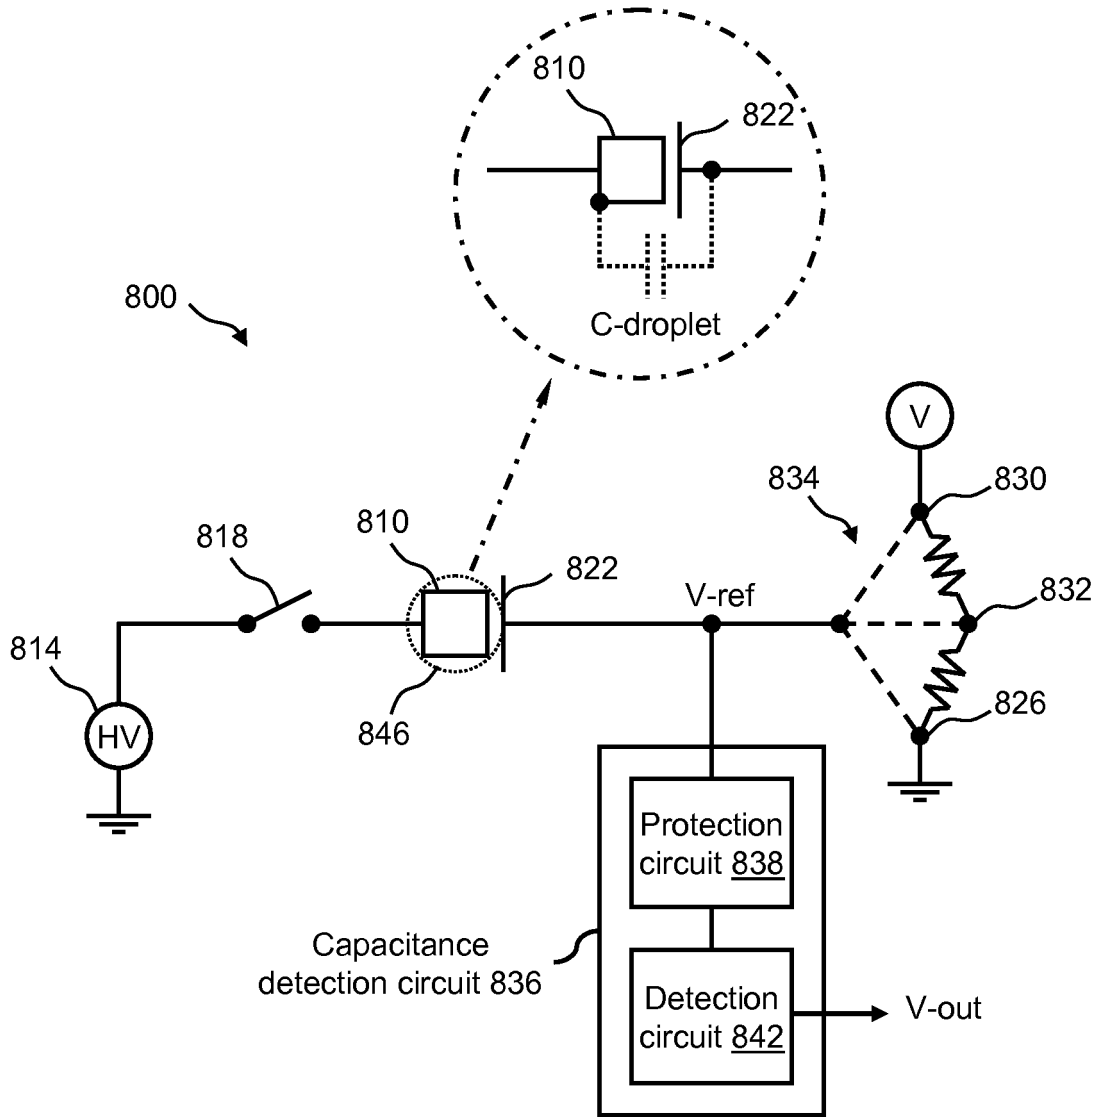 810
822
C-droplet
800
V
834
830
810
818
822
V-ref
832
814
HV
846
826
Protection
circuit 838
Capacitance
detection circuit 836
Detection
circuit 842
V-out